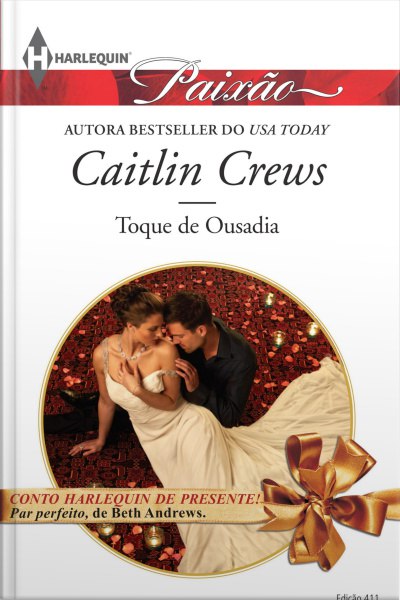 HARLEQUIN®
Paixão
AUTORA BESTSELLER DO USA TODAY
Caitlin Crews
Toque de Ousadia
CONTO HARLEQUIN DE PRESENTE!
Par perfeito, de Beth Andrews.
Edição 411